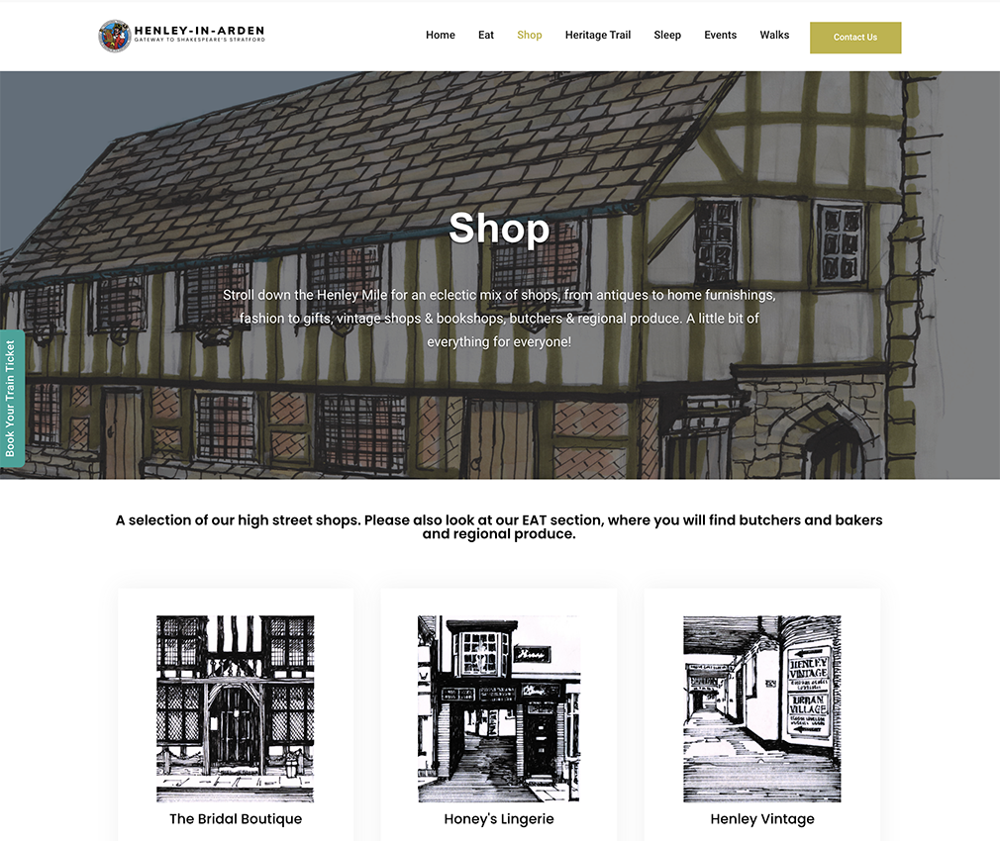 HENLEY-IN-ARDEN
GATEWAY TO SHAKESPEARE'S STRATFORD
Home Eat Shop Heritage Trail Sleep Events Walks Contact Us
Shop
Stroll down the Henley Mile for an eclectic mix of shops, from antiques to home furnishings,
fashion to gifts, vintage shops & bookshops, butchers & regional produce. A little bit of
everything for everyone!
Book Your Train Ticket
A selection of our high street shops. Please also look at our EAT section, where you will find butchers and bakers
and regional produce.
HENLEY
VINTAGE
URBAN
VILLAGE
The Bridal Boutique
Honey's Lingerie
Henley Vintage